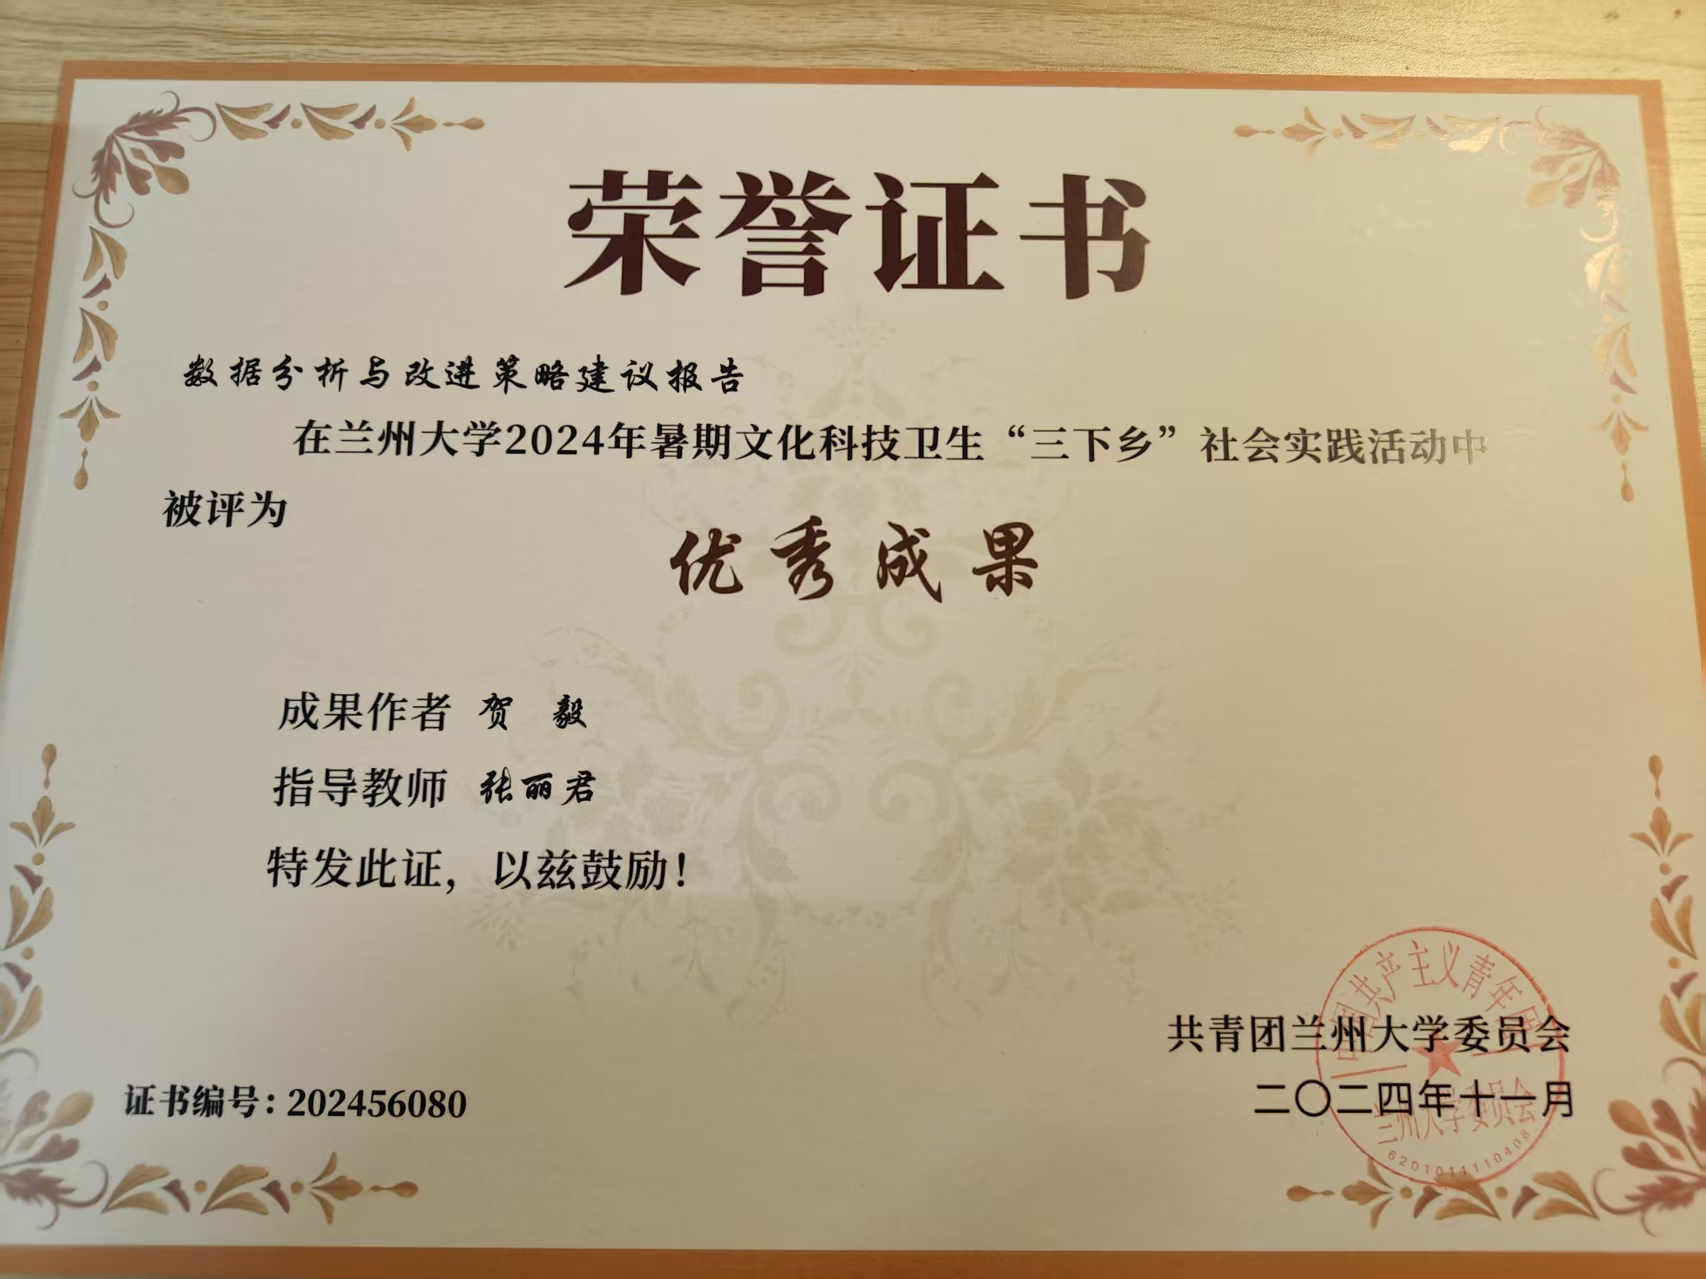 荣誉证书
数据分析与改进策略建议报告
在兰州大学2024年暑期文化科技卫生“三下乡”社会实践活动中
被评为
优秀成果
成果作者 贺 毅
指导教师 张丽君
特发此证，以兹鼓励！
共青团兰州大学委员会
二〇二四年十一月
证书编号：202456080
中国共产主义青年团
兰州大学委员会
6201011110408